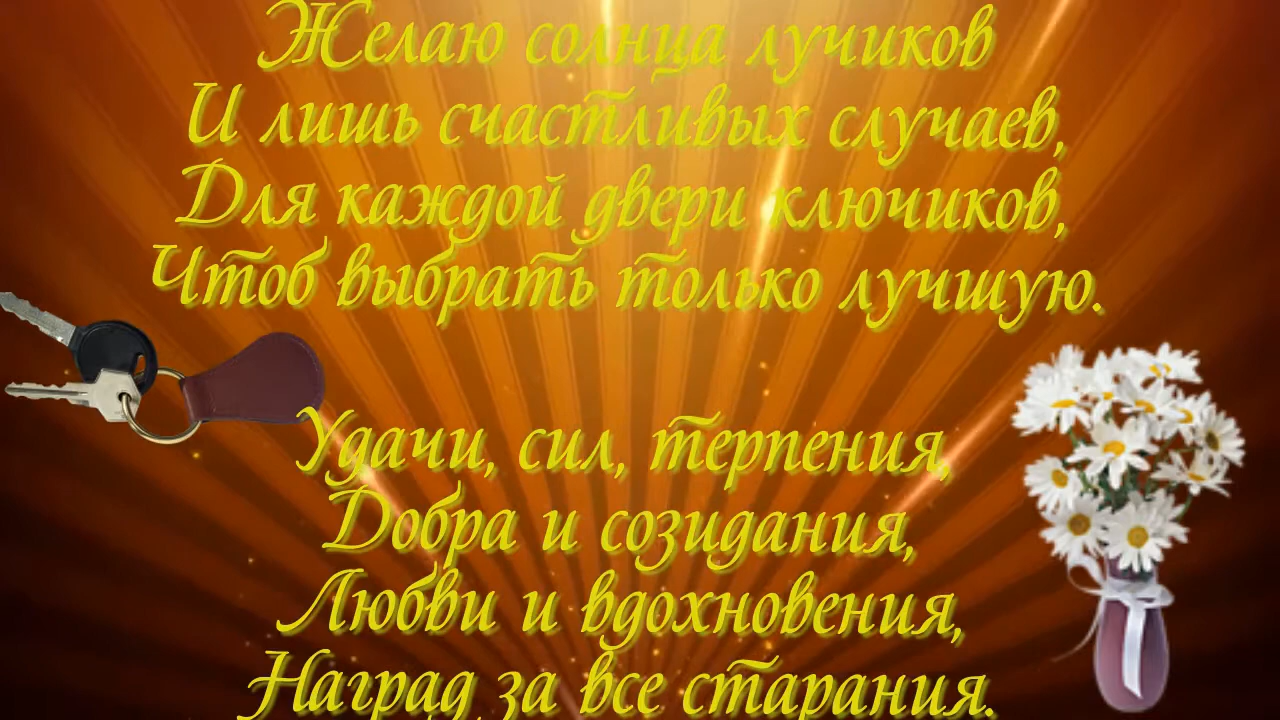 Желаю солнца лучиков
И лишь счастливых случаев,
Для каждой двери ключиков,
Чтоб выбрать только лучшую.
Удачи, сил, терпения,
Добра и созидания,
Любви и вдохновения,
Наград за все старания.